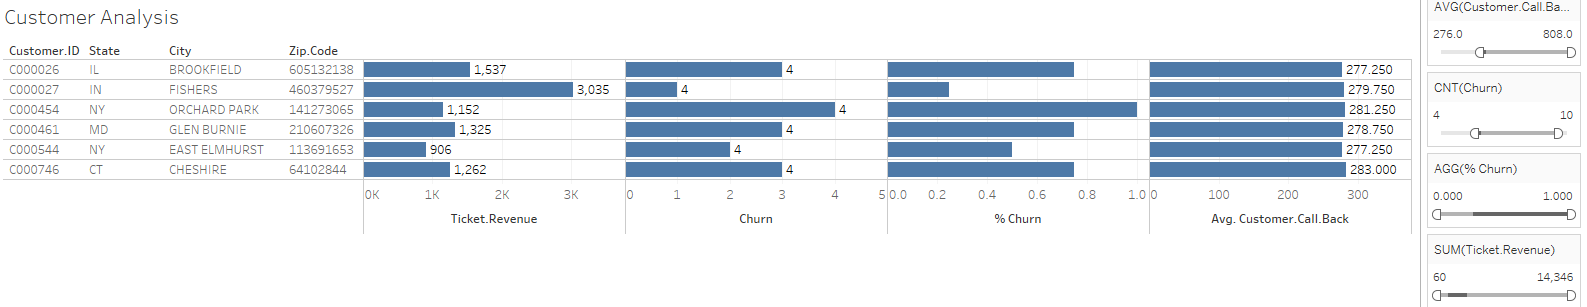 Customer Analysis
Customer.ID State City Zip.Code
C000026 IL BROOKFIELD 605132138 1,537 4 277.250
C000027 IN FISHERS 460379527 3,035 4 279.750
C000454 NY ORCHARD PARK 141273065 1,152 4 281.250
C000461 MD GLEN BURNIE 210607326 1,325 4 278.750
C000544 NY EAST ELMHURST 113691653 906 4 277.250
C000746 CT CHESHIRE 64102844 1,262 4 283.000
0K 1K 2K 3K 0 1 2 3 4 5 0.0 0.2 0.4 0.6 0.8 1.0 0 100 200 300
Ticket.Revenue Churn % Churn Avg. Customer.Call.Back
AVG(Customer.Call.Ba...
276.0 808.0
CNT(Churn)
4 10
AGG(% Churn)
0.000 1.000
SUM(Ticket.Revenue)
60 14,346